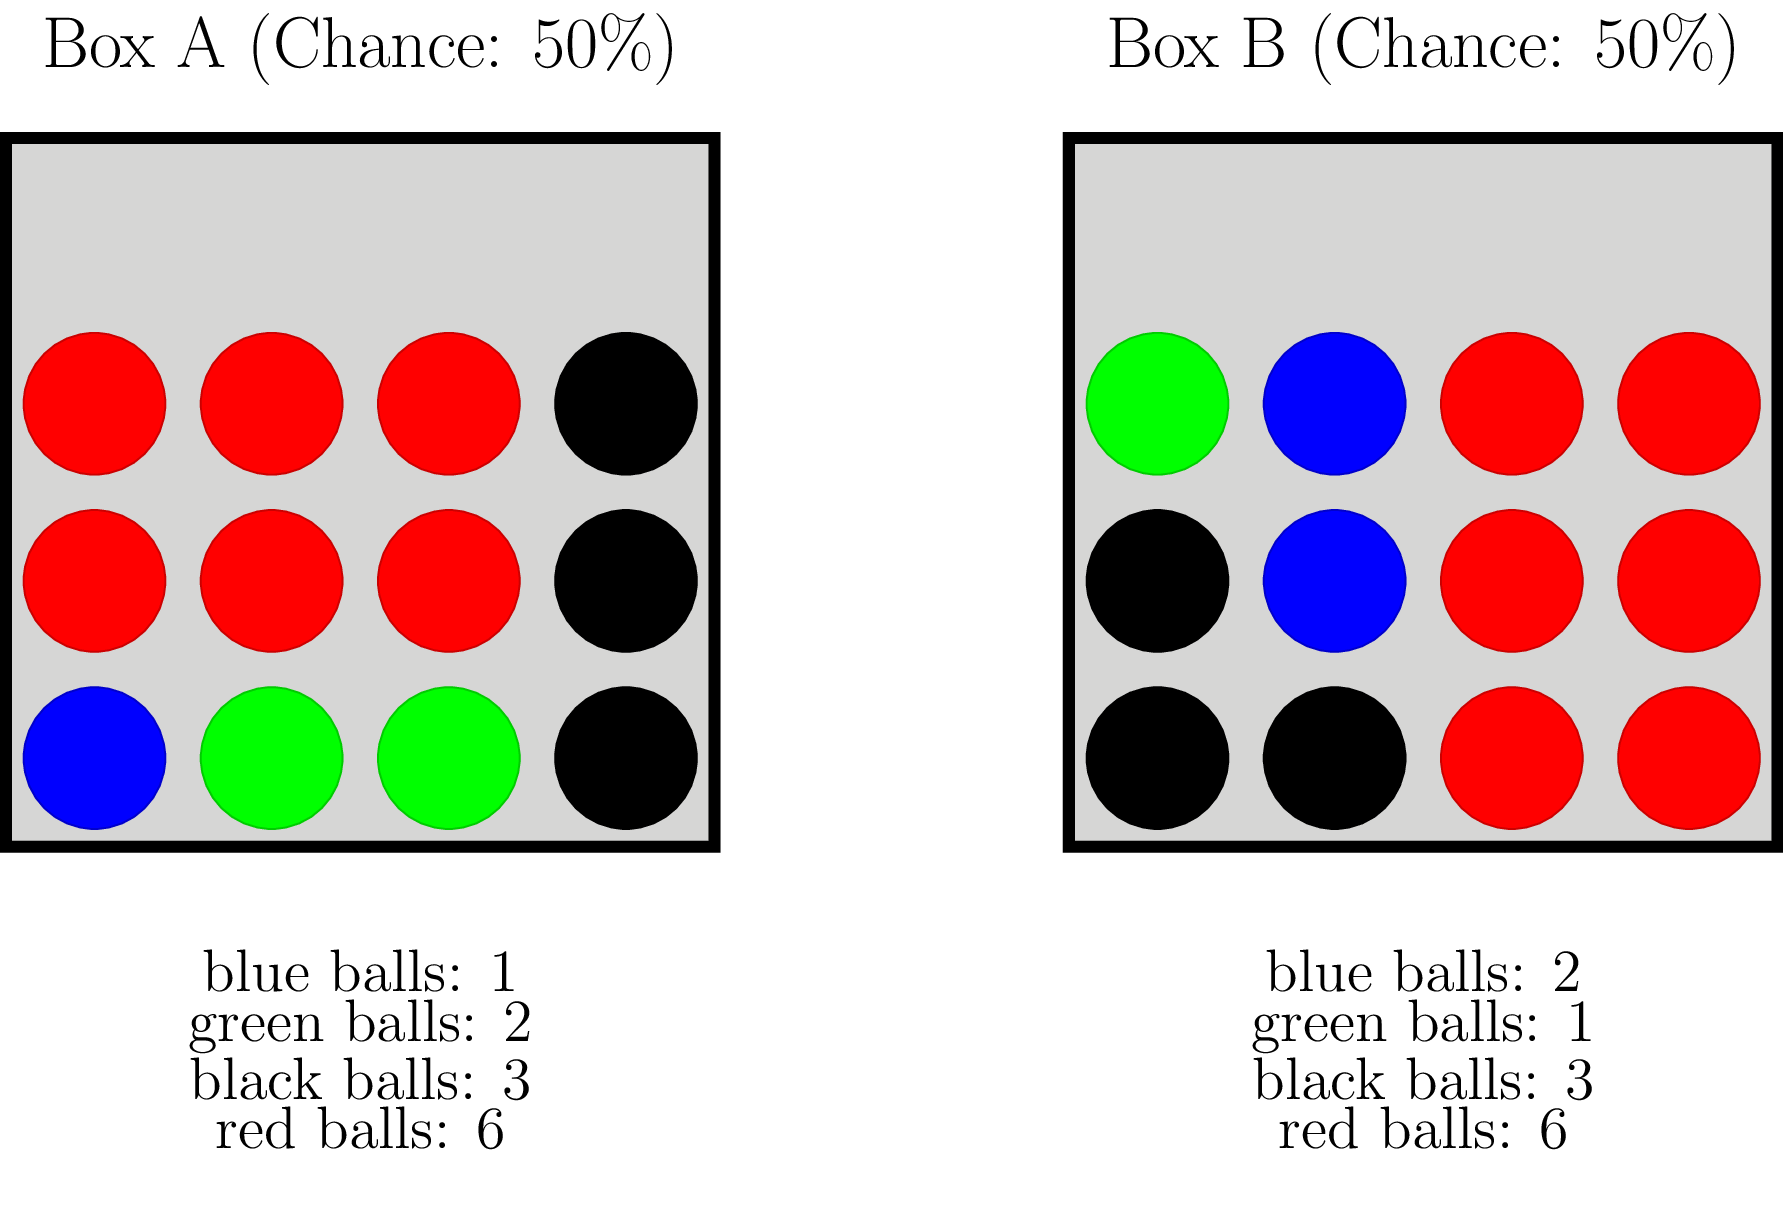 Box A (Chance: 50%)
Box B (Chance: 50%)
blue balls: 1
green balls: 2
black balls: 3
red balls: 6
blue balls: 2
green balls: 1
black balls: 3
red balls: 6